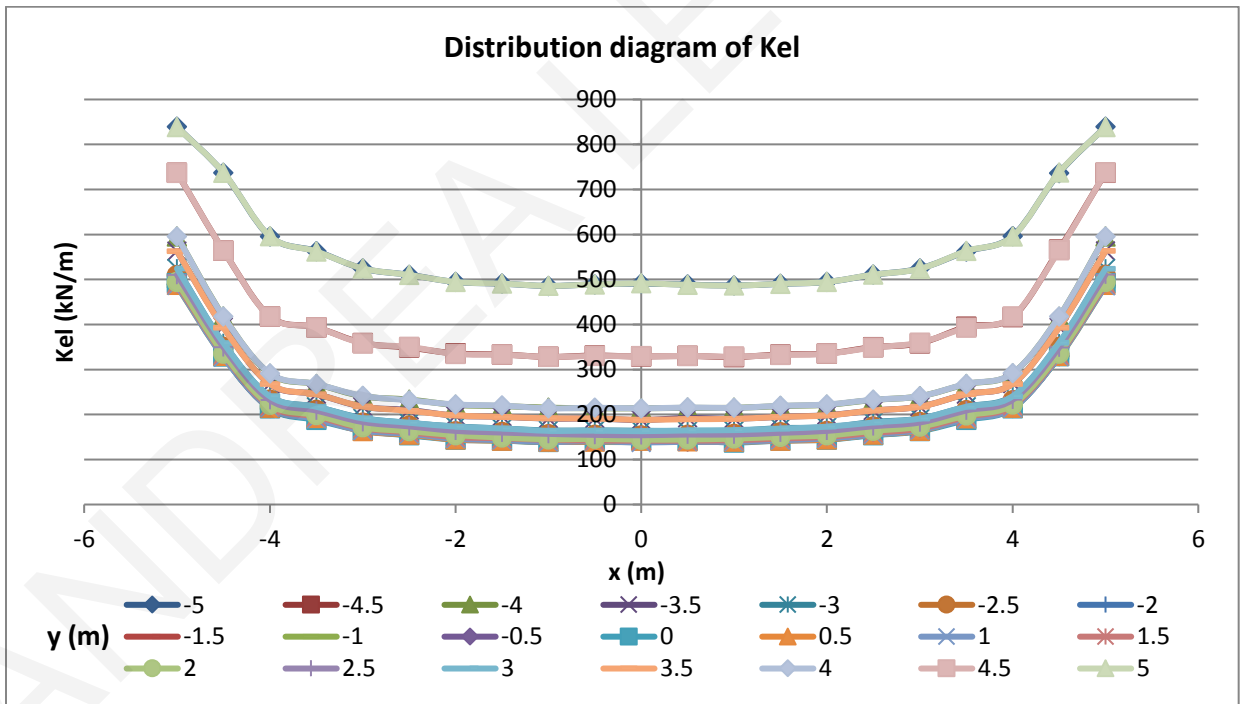 Distribution diagram of Kel
900
800
700
600
500
400
300
200
100
0
-6 -4 -2 0 2 4 6
Kel (kN/m)
x (m)
-5 -4.5 -4 -3.5 -3 -2.5 -2
y (m) -1.5 -1 -0.5 0 0.5 1 1.5
2 2.5 3 3.5 4 4.5 5
ANDPEA